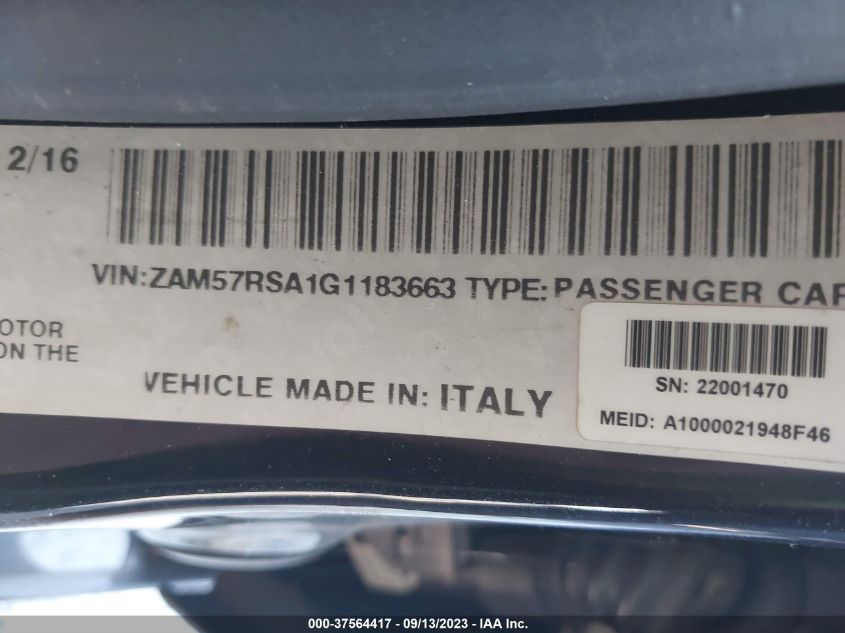 2/16
VIN:ZAM57RSA1G1183663 TYPE: PASSENGER CAR
OTOR
ON THE
VEHICLE MADE IN: ITALY
SN: 22001470
MEID: A1000021948F46
000-37564417 - 09/13/2023 - IAA Inc.